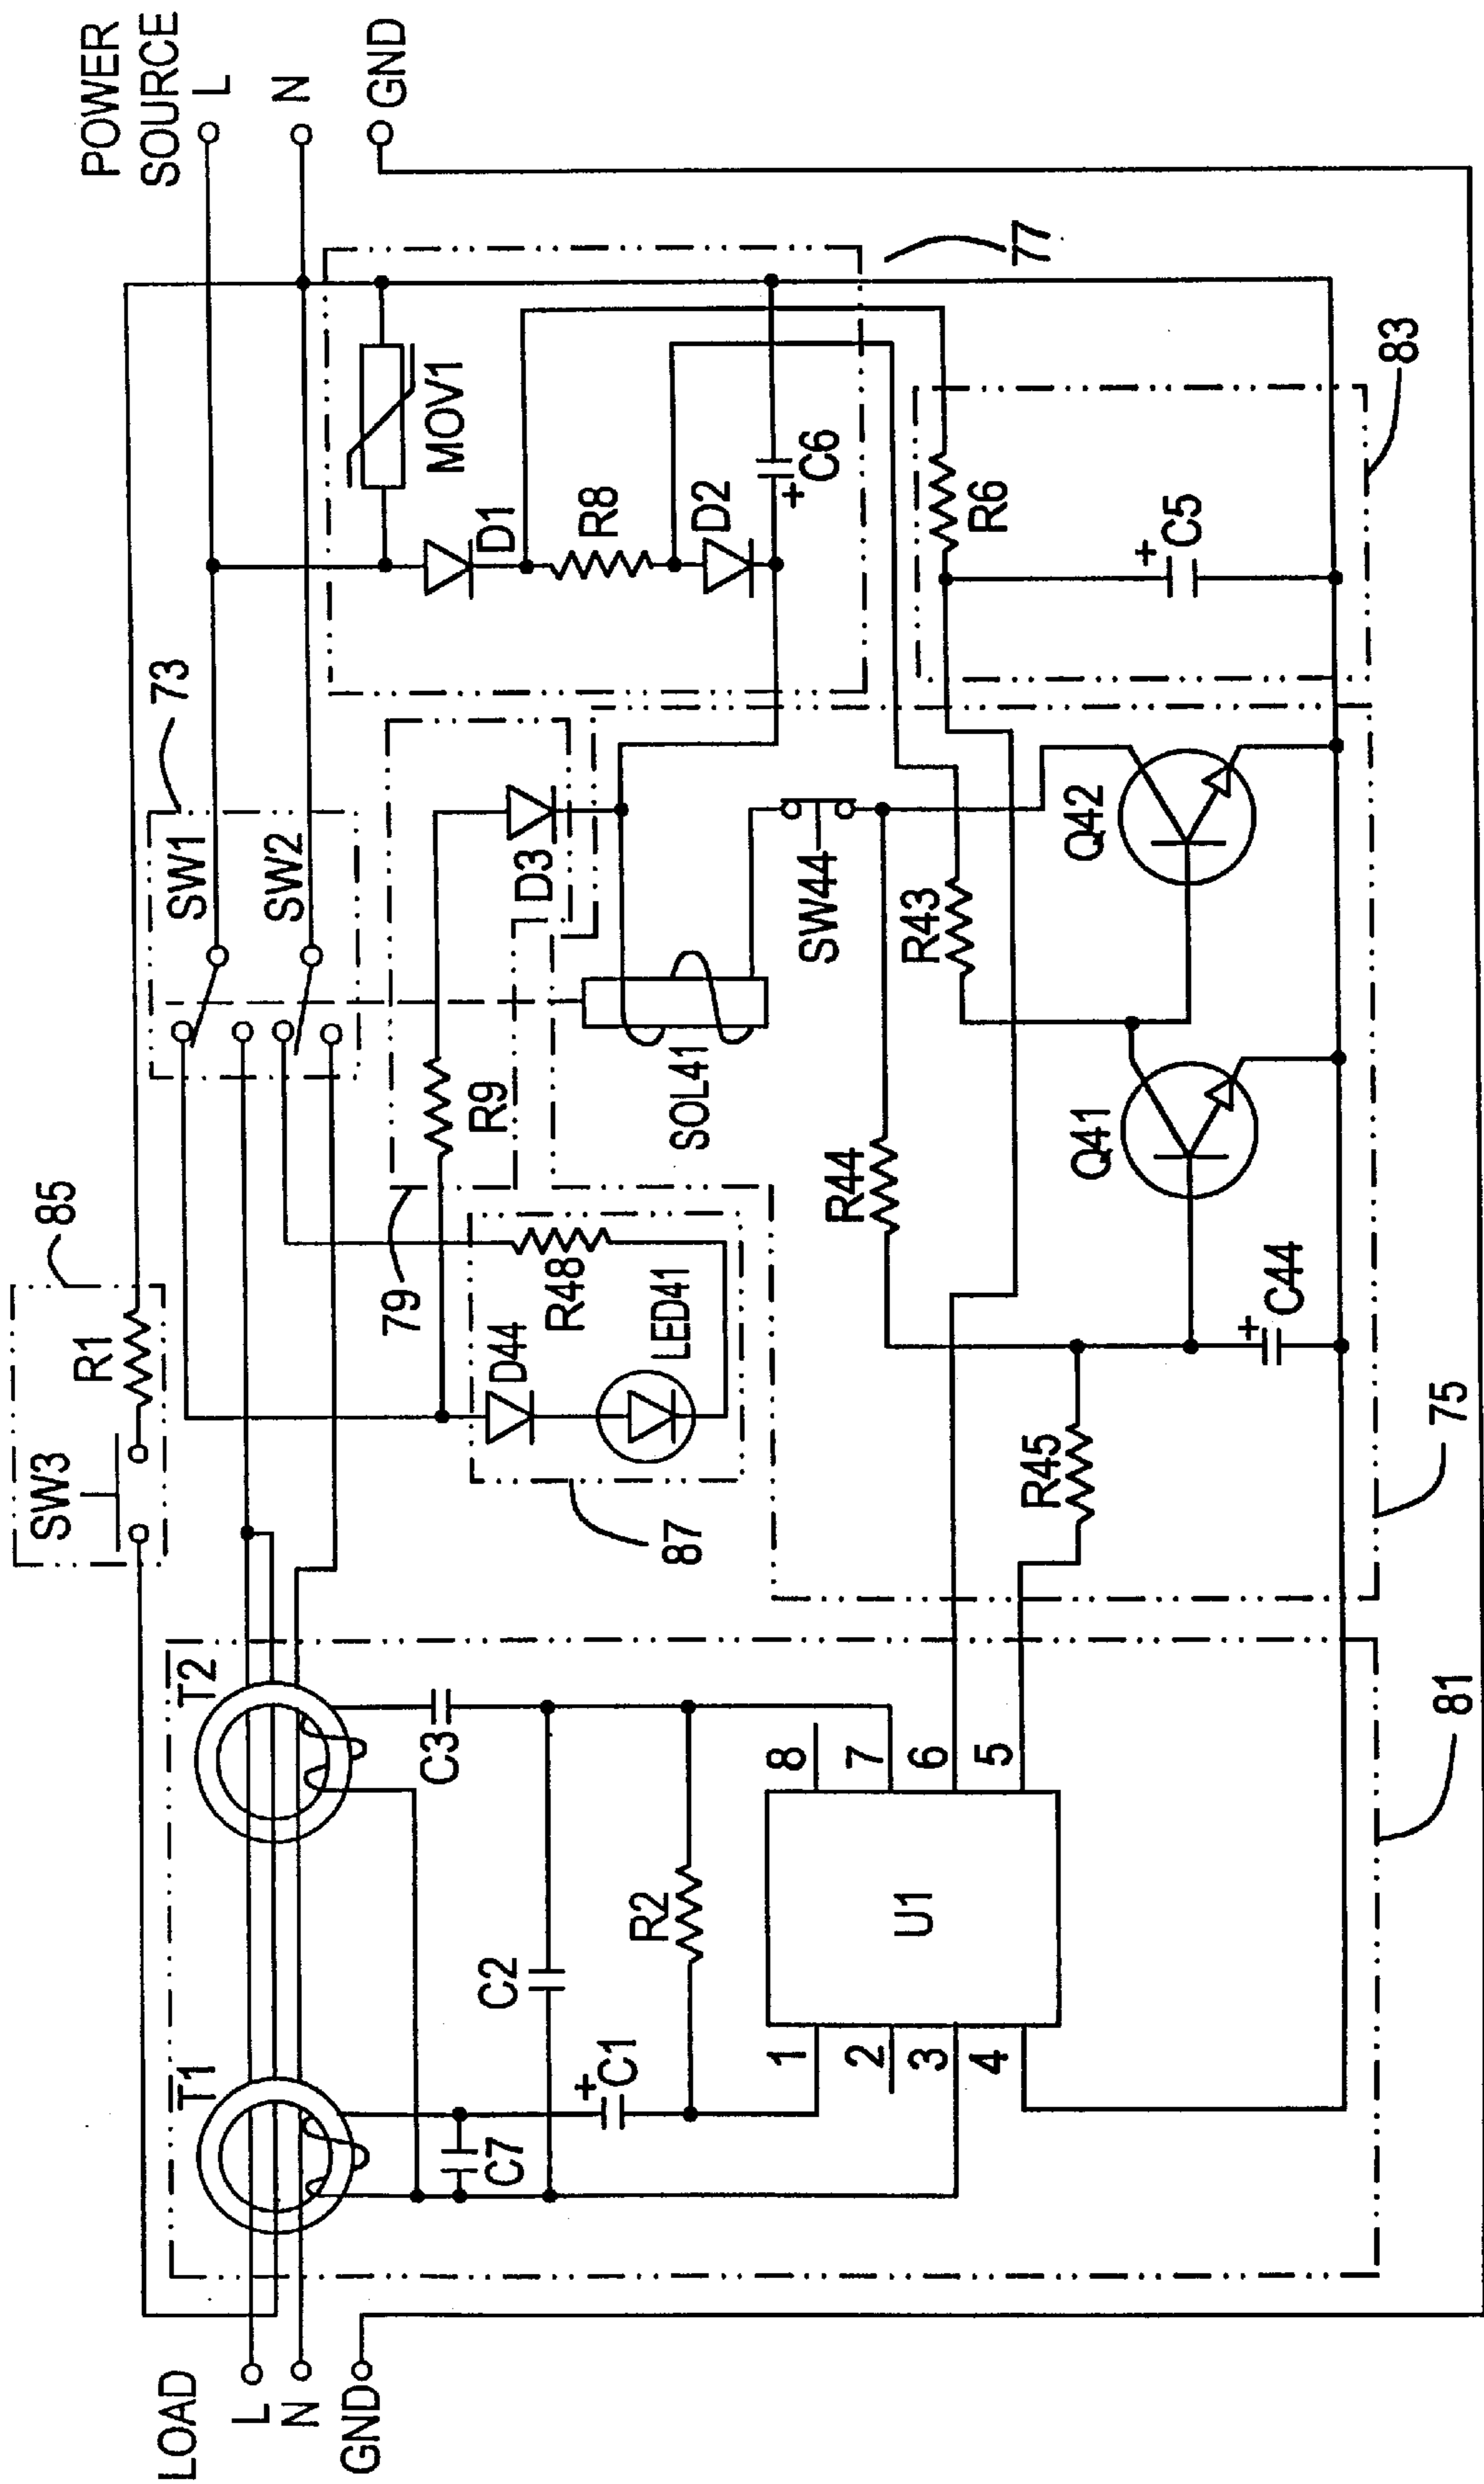 POWER
SOURCE
L
N
GND
77
83
MOV1
D1
R8
D2
C6
+
R6
C5
+
73
SW1
SW2
D3
SW44
R43
Q42
SOL41
R9
R44
Q41
85
R1
SW3
79
R48
D44
LED41
87
C44
+
R45
75
T2
C3
81
8
7
6
5
U1
R2
C2
1
2
3
4
T1
C1
+
C7
LOAD
L
N
GND